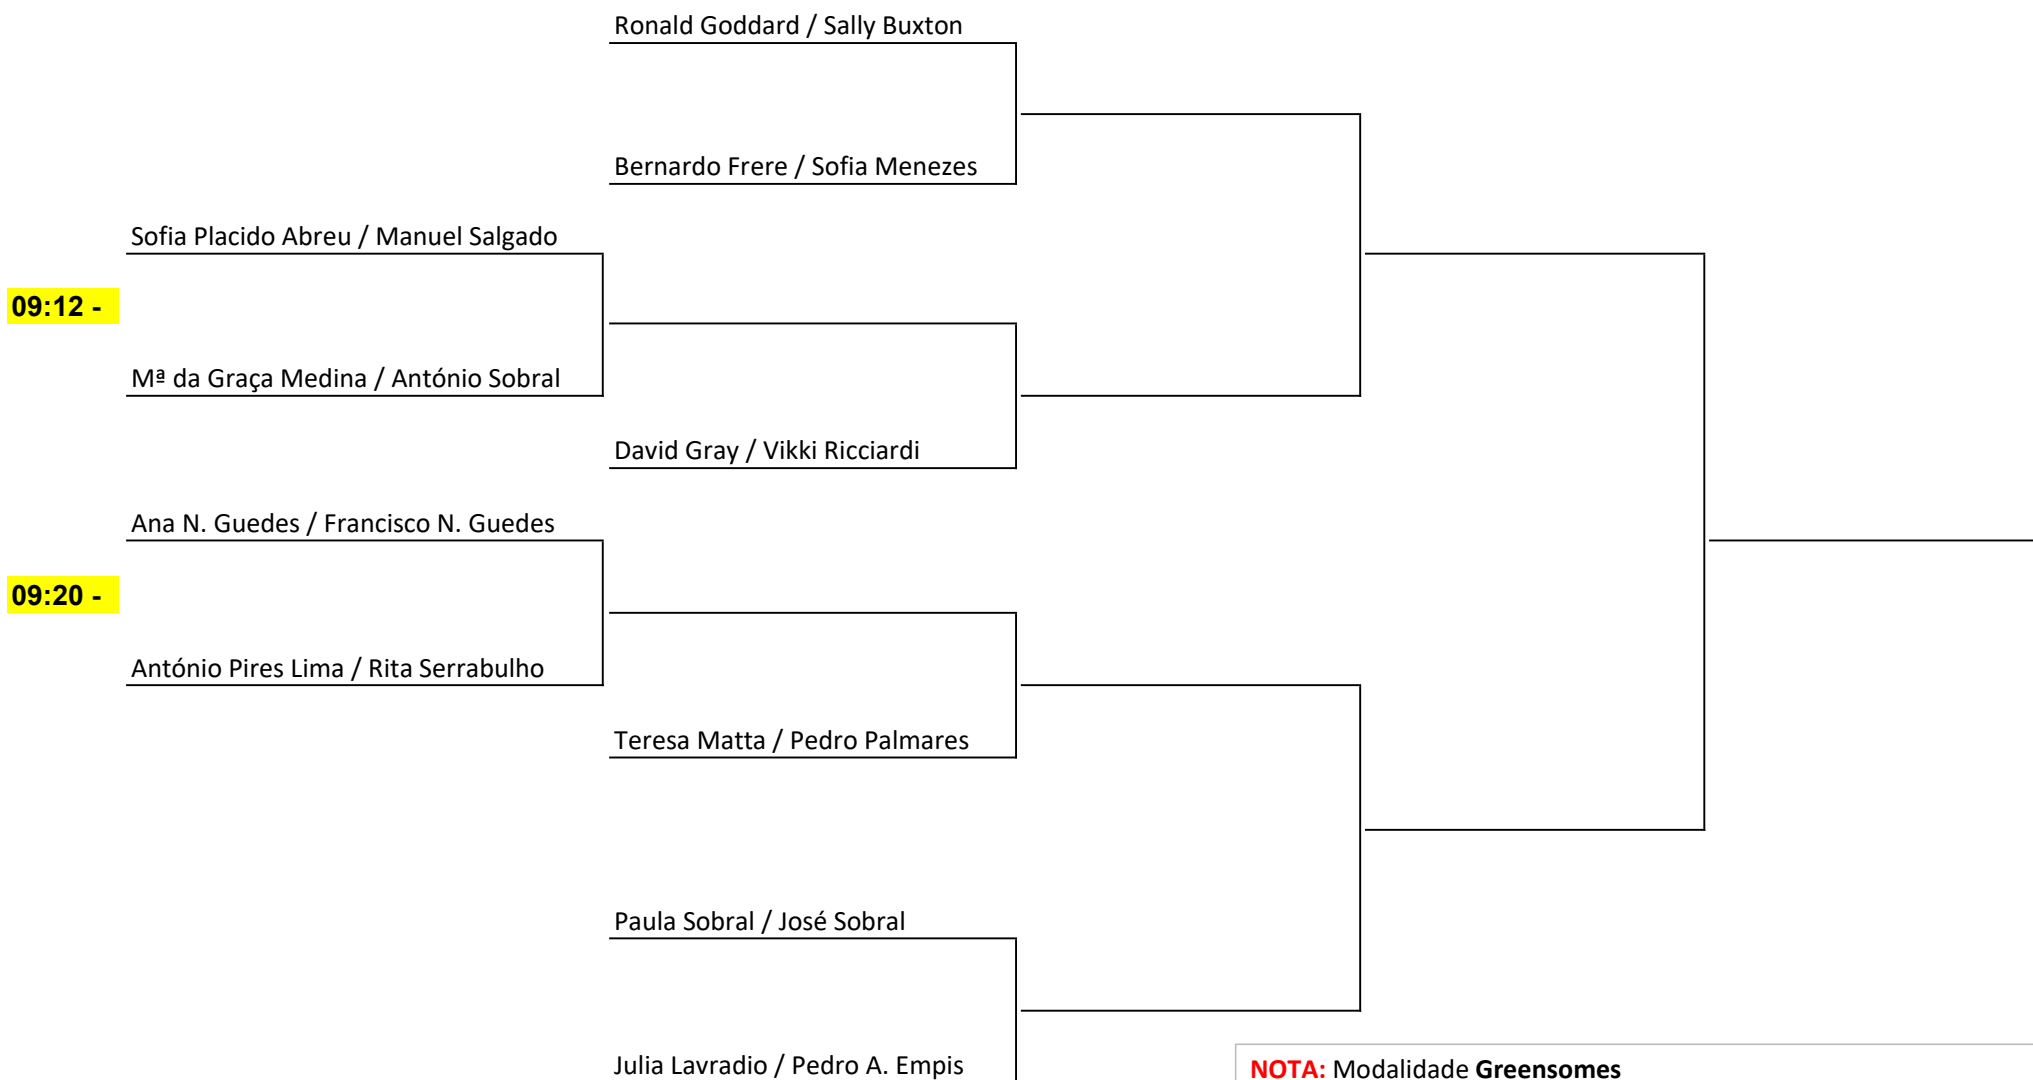 Ronald Goddard / Sally Buxton
Bernardo Frere / Sofia Menezes
Sofia Placido Abreu / Manuel Salgado
09:12 -
Mª da Graça Medina / António Sobral
David Gray / Vikki Ricciardi
Ana N. Guedes / Francisco N. Guedes
09:20 -
António Pires Lima / Rita Serrabulho
Teresa Matta / Pedro Palmares
Paula Sobral / José Sobral
Julia Lavradio / Pedro A. Empis
NOTA: Modalidade Greensomes